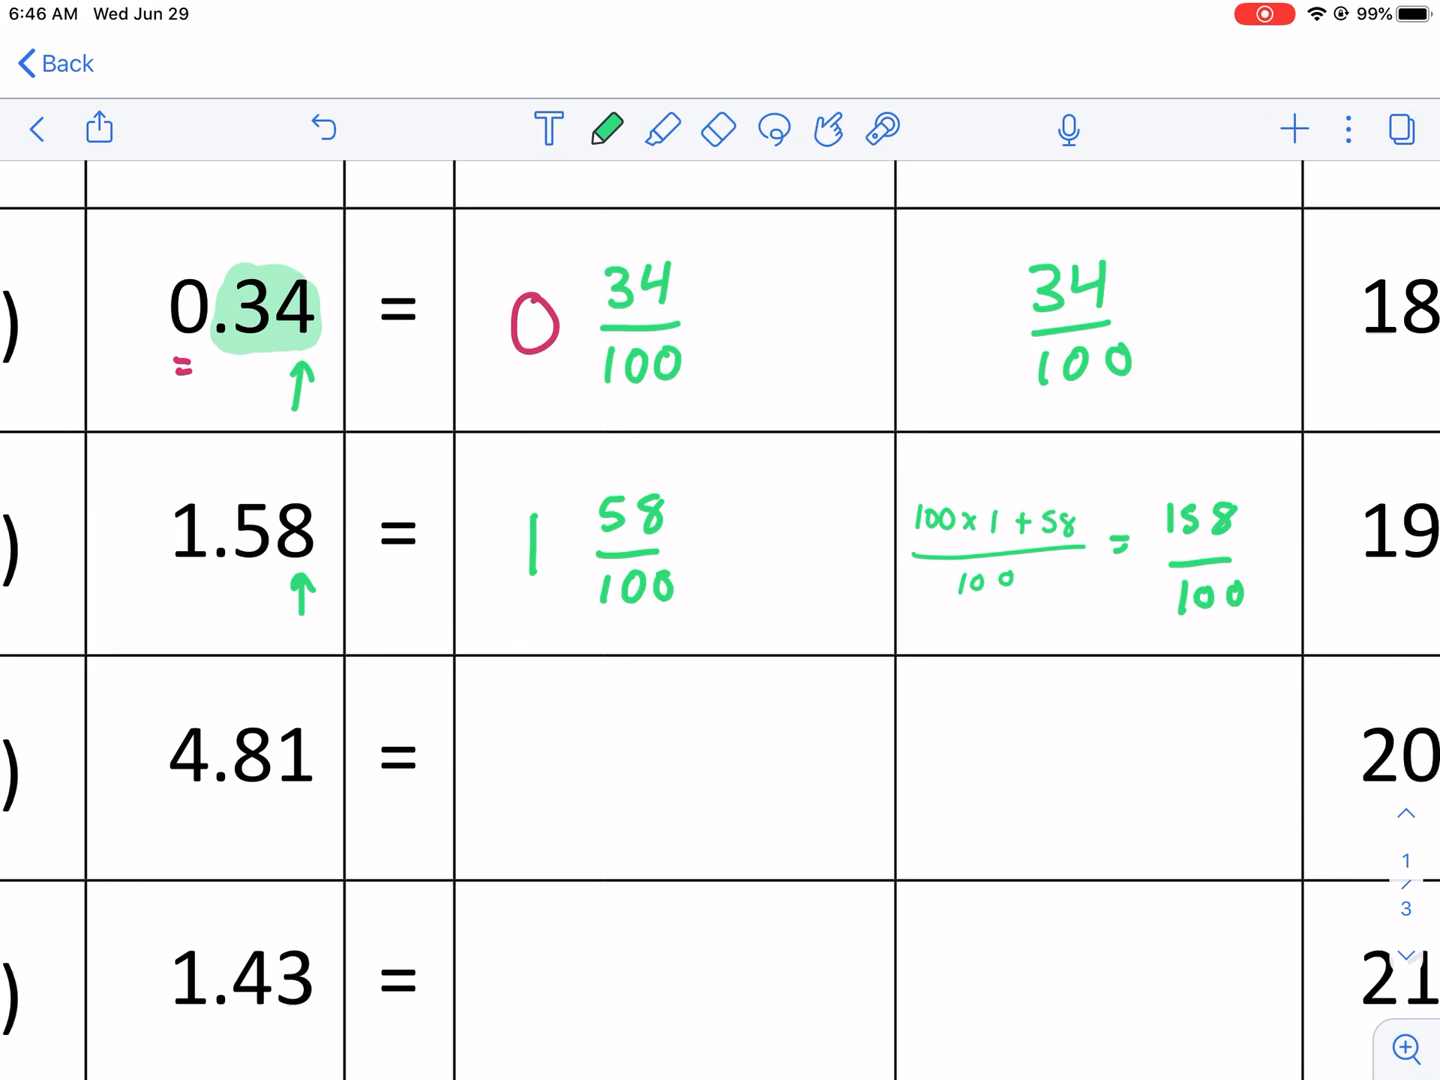 6:46 AM Wed Jun 29 99%
Back
T
) 0.34 = 0 34/100 34/100 18
) 1.58 = 1 58/100 100 x 1 + 58/100 = 158/100 19
) 4.81 = 20
1
/
3
) 1.43 = 21